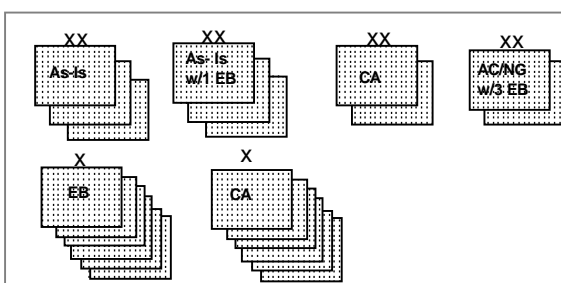 XX
As-Is
XX
As- Is
w/1 EB
XX
CA
XX
AC/NG
w/3 EB
X
EB
X
CA